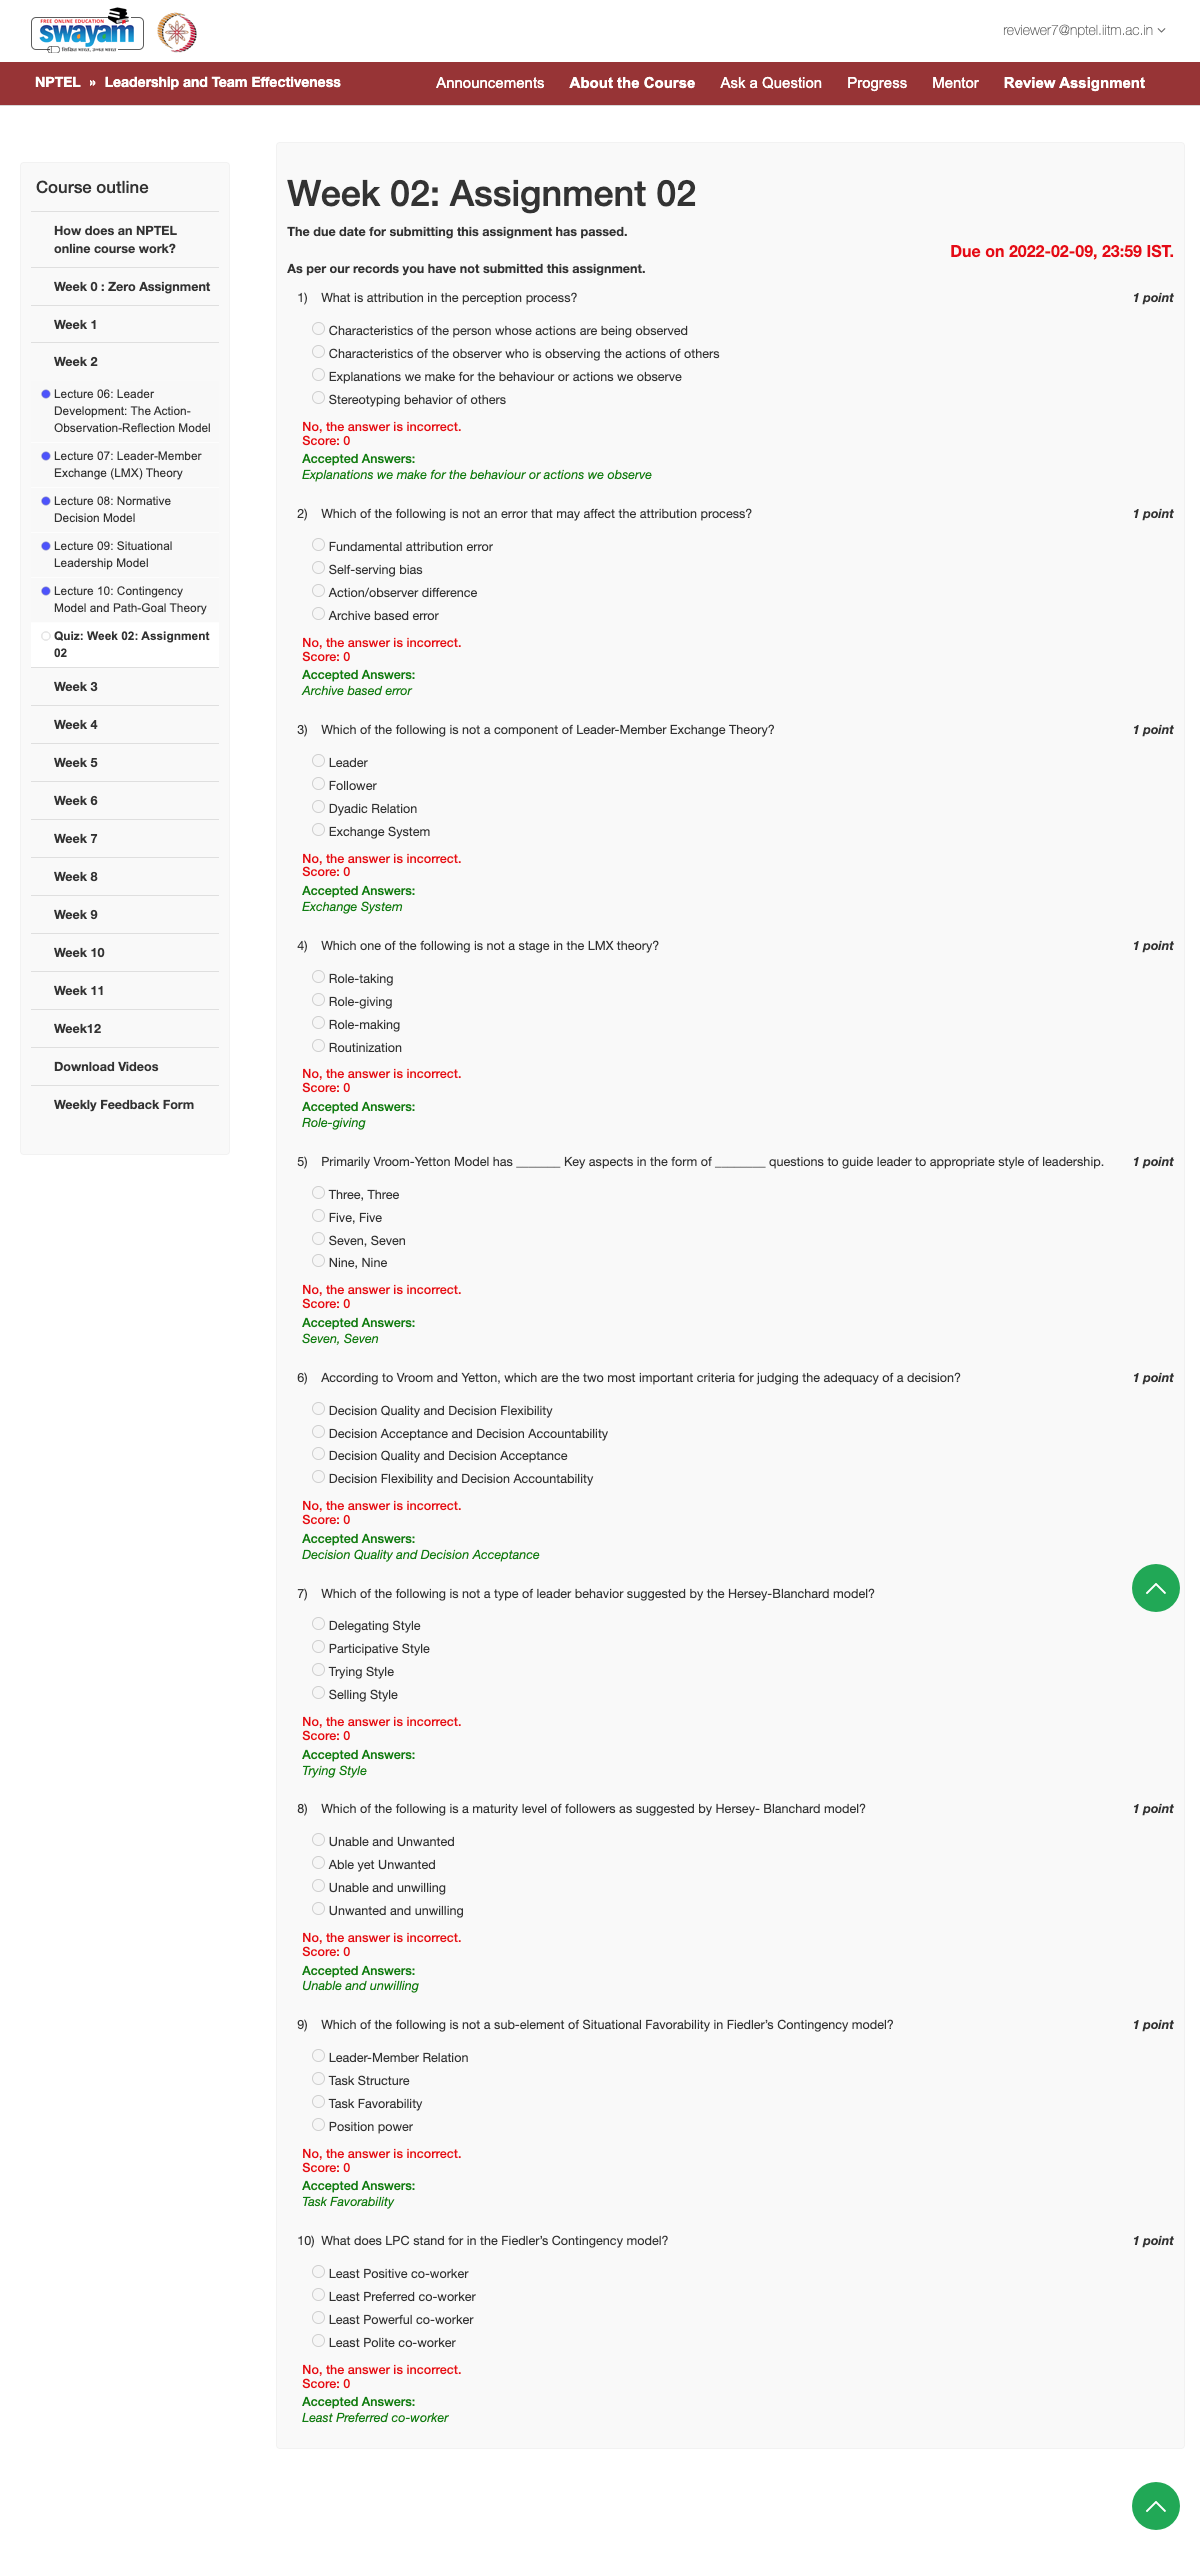 FREE ONLINE EDUCATION
swayam
reviewer7@nptel.iitm.ac.in
NPTEL » Leadership and Team Effectiveness
Announcements About the Course Ask a Question Progress Mentor Review Assignment
Course outline
How does an NPTEL
online course work?
Week 0 : Zero Assignment
Week 1
Week 2
Lecture 06: Leader
Development: The Action-
Observation-Reflection Model
Lecture 07: Leader-Member
Exchange (LMX) Theory
Lecture 08: Normative
Decision Model
Lecture 09: Situational
Leadership Model
Lecture 10: Contingency
Model and Path-Goal Theory
Quiz: Week 02: Assignment
02
Week 3
Week 4
Week 5
Week 6
Week 7
Week 8
Week 9
Week 10
Week 11
Week12
Download Videos
Weekly Feedback Form
Week 02: Assignment 02
The due date for submitting this assignment has passed.
Due on 2022-02-09, 23:59 IST.
As per our records you have not submitted this assignment.
1) What is attribution in the perception process? 1 point
Characteristics of the person whose actions are being observed
Characteristics of the observer who is observing the actions of others
Explanations we make for the behaviour or actions we observe
Stereotyping behavior of others
No, the answer is incorrect.
Score: 0
Accepted Answers:
Explanations we make for the behaviour or actions we observe
2) Which of the following is not an error that may affect the attribution process? 1 point
Fundamental attribution error
Self-serving bias
Action/observer difference
Archive based error
No, the answer is incorrect.
Score: 0
Accepted Answers:
Archive based error
3) Which of the following is not a component of Leader-Member Exchange Theory? 1 point
Leader
Follower
Dyadic Relation
Exchange System
No, the answer is incorrect.
Score: 0
Accepted Answers:
Exchange System
4) Which one of the following is not a stage in the LMX theory? 1 point
Role-taking
Role-giving
Role-making
Routinization
No, the answer is incorrect.
Score: 0
Accepted Answers:
Role-giving
5) Primarily Vroom-Yetton Model has ______ Key aspects in the form of _______ questions to guide leader to appropriate style of leadership. 1 point
Three, Three
Five, Five
Seven, Seven
Nine, Nine
No, the answer is incorrect.
Score: 0
Accepted Answers:
Seven, Seven
6) According to Vroom and Yetton, which are the two most important criteria for judging the adequacy of a decision? 1 point
Decision Quality and Decision Flexibility
Decision Acceptance and Decision Accountability
Decision Quality and Decision Acceptance
Decision Flexibility and Decision Accountability
No, the answer is incorrect.
Score: 0
Accepted Answers:
Decision Quality and Decision Acceptance
7) Which of the following is not a type of leader behavior suggested by the Hersey-Blanchard model?
Delegating Style
Participative Style
Trying Style
Selling Style
No, the answer is incorrect.
Score: 0
Accepted Answers:
Trying Style
8) Which of the following is a maturity level of followers as suggested by Hersey- Blanchard model? 1 point
Unable and Unwanted
Able yet Unwanted
Unable and unwilling
Unwanted and unwilling
No, the answer is incorrect.
Score: 0
Accepted Answers:
Unable and unwilling
9) Which of the following is not a sub-element of Situational Favorability in Fiedler's Contingency model? 1 point
Leader-Member Relation
Task Structure
Task Favorability
Position power
No, the answer is incorrect.
Score: 0
Accepted Answers:
Task Favorability
10) What does LPC stand for in the Fiedler's Contingency model? 1 point
Least Positive co-worker
Least Preferred co-worker
Least Powerful co-worker
Least Polite co-worker
No, the answer is incorrect.
Score: 0
Accepted Answers:
Least Preferred co-worker